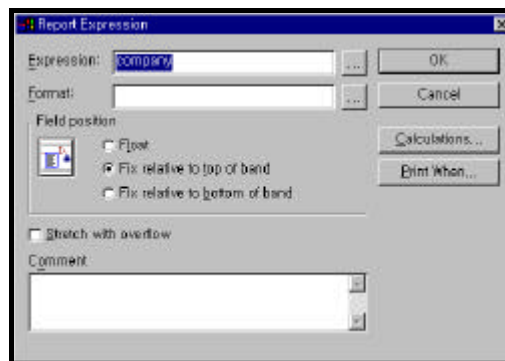 Report Expression
Expression: company ... OK
Format: ... Cancel
Field position
Float
Fix relative to top of band
Fix relative to bottom of band
Calculations...
Print When...
Stretch with overflow
Comment